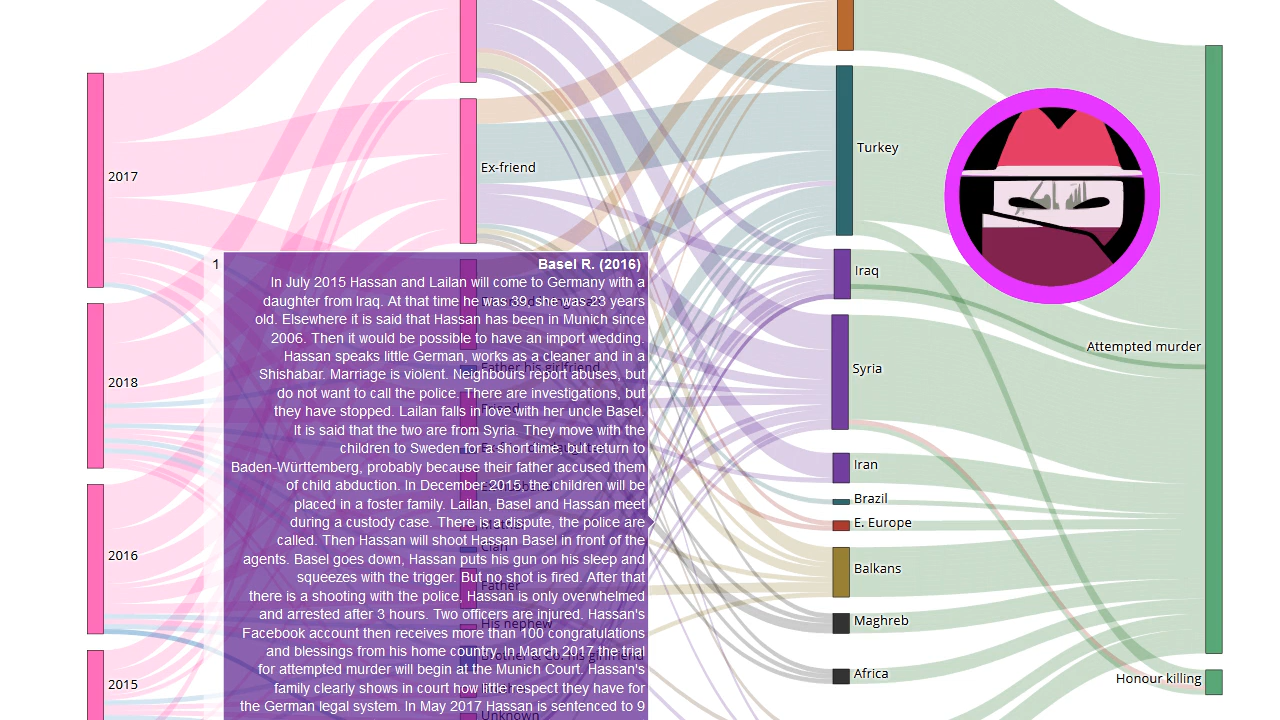 2017
2018
2016
2015
Ex-friend
1
Basel R. (2016)
In July 2015 Hassan and Lailan will come to Germany with a
daughter from Iraq. At that time he was 39, she was 23 years
old. Elsewhere it is said that Hassan has been in Munich since
2006. Then it would be possible to have an import wedding.
Hassan speaks little German, works as a cleaner and in a
Shishabar. Marriage is violent. Neighbours report abuses, but
do not want to call the police. There are investigations, but
they have stopped. Lailan falls in love with her uncle Basel.
It is said that the two are from Syria. They move with the
children to Sweden for a short time, but return to
Baden-Württemberg, probably because their father accused them
of child abduction. In December 2015, the children will be
placed in a foster family. Lailan, Basel and Hassan meet
during a custody case. There is a dispute, the police are
called. Then Hassan will shoot Hassan Basel in front of the
agents. Basel goes down, Hassan puts his gun on his sleep and
squeezes with the trigger. But no shot is fired. After that
there is a shooting with the police, Hassan is only overwhelmed
and arrested after 3 hours. Two officers are injured. Hassan's
Facebook account then receives more than 100 congratulations
and blessings from his home country. In March 2017 the trial
for attempted murder will begin at the Munich Court. Hassan's
family clearly shows in court how little respect they have for
the German legal system. In May 2017 Hassan is sentenced to 9
Father his girlfriend
Friend
Clan
Father
His nephew
Brother & Co. his girlfriend
Unknown
Turkey
Iraq
Syria
Iran
Brazil
E. Europe
Balkans
Maghreb
Africa
Attempted murder
Honour killing